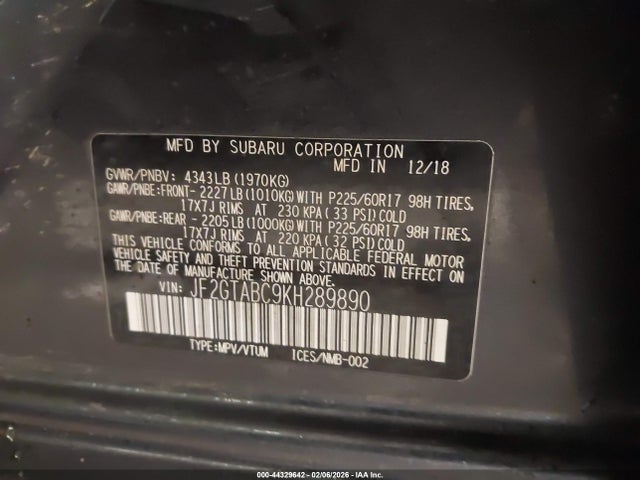 MFD BY SUBARU CORPORATION
MFD IN 12/18
GVWR/PNBV: 4343LB (1970KG)
GAWR/PNBE:FRONT- 2227LB (1010KG) WITH P225/60R17 98H TIRES,
17X7J RIMS AT 230 KPA (33 PSI) COLD
GAWR/PNBE:REAR - 2205LB (1000KG) WITH P225/60R17 98H TIRES,
17X7J RIMS AT 220 KPA (32 PSI) COLD
THIS VEHICLE CONFORMS TO ALL APPLICABLE FEDERAL MOTOR
VEHICLE SAFETY AND THEFT PREVENTION STANDARDS IN EFFECT ON
THE DATE OF MANUFACTURE SHOWN ABOVE.
VIN: JF2GTABC9KH289890
TYPE:MPV/VTUM ICES/NMB-002
000-44329642 - 02/06/2026 - IAA Inc.